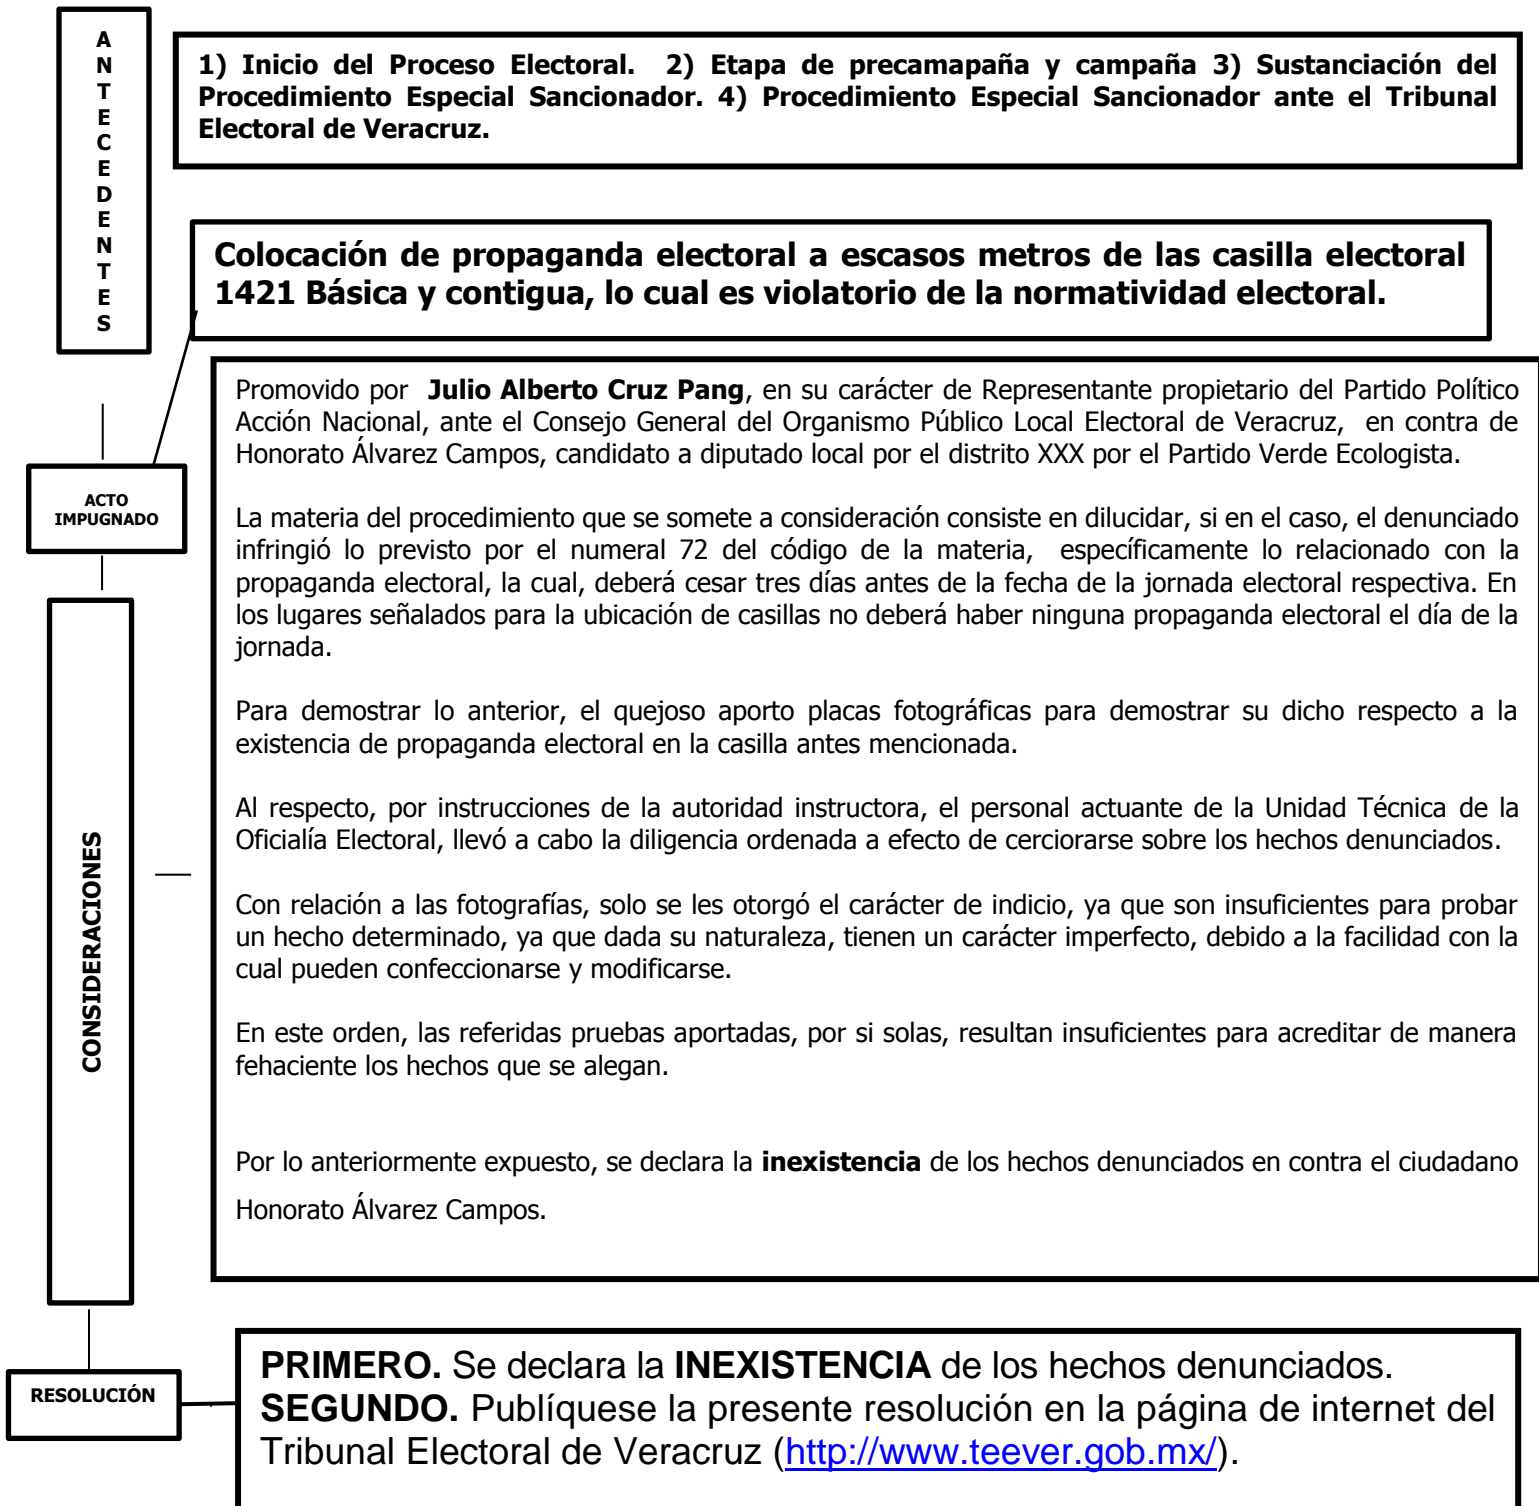 ANTECEDENTES
1) Inicio del Proceso Electoral. 2) Etapa de precamapaña y campaña 3) Sustanciación del
Procedimiento Especial Sancionador. 4) Procedimiento Especial Sancionador ante el Tribunal
Electoral de Veracruz.
Colocación de propaganda electoral a escasos metros de las casilla electoral
1421 Básica y contigua, lo cual es violatorio de la normatividad electoral.
ACTO
IMPUGNADO
Promovido por Julio Alberto Cruz Pang, en su carácter de Representante propietario del Partido Político
Acción Nacional, ante el Consejo General del Organismo Público Local Electoral de Veracruz, en contra de
Honorato Álvarez Campos, candidato a diputado local por el distrito XXX por el Partido Verde Ecologista.
La materia del procedimiento que se somete a consideración consiste en dilucidar, si en el caso, el denunciado
infringió lo previsto por el numeral 72 del código de la materia, específicamente lo relacionado con la
propaganda electoral, la cual, deberá cesar tres días antes de la fecha de la jornada electoral respectiva. En
los lugares señalados para la ubicación de casillas no deberá haber ninguna propaganda electoral el día de la
jornada.
Para demostrar lo anterior, el quejoso aporto placas fotográficas para demostrar su dicho respecto a la
existencia de propaganda electoral en la casilla antes mencionada.
Al respecto, por instrucciones de la autoridad instructora, el personal actuante de la Unidad Técnica de la
Oficialía Electoral, llevó a cabo la diligencia ordenada a efecto de cerciorarse sobre los hechos denunciados.
Con relación a las fotografías, solo se les otorgó el carácter de indicio, ya que son insuficientes para probar
un hecho determinado, ya que dada su naturaleza, tienen un carácter imperfecto, debido a la facilidad con la
cual pueden confeccionarse y modificarse.
En este orden, las referidas pruebas aportadas, por si solas, resultan insuficientes para acreditar de manera
fehaciente los hechos que se alegan.
Por lo anteriormente expuesto, se declara la inexistencia de los hechos denunciados en contra el ciudadano
Honorato Álvarez Campos.
CONSIDERACIONES
RESOLUCIÓN
PRIMERO. Se declara la INEXISTENCIA de los hechos denunciados.
SEGUNDO. Publíquese la presente resolución en la página de internet del
Tribunal Electoral de Veracruz (http://www.teever.gob.mx/).